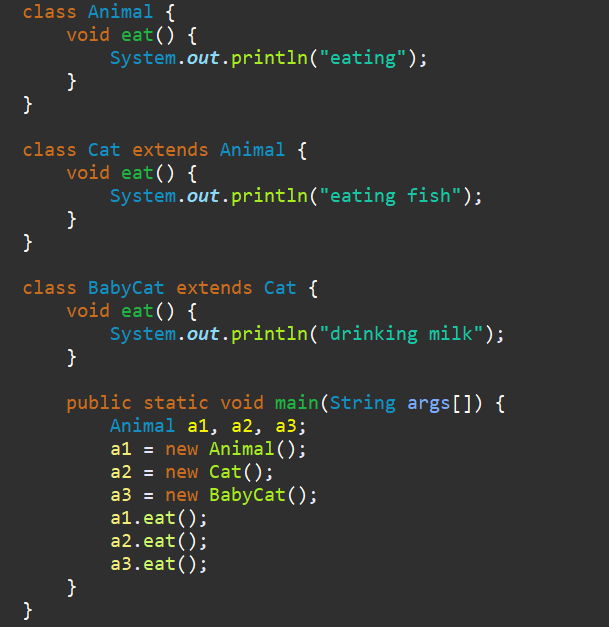 class Animal {
    void eat() {
        System.out.println("eating");
    }
}

class Cat extends Animal {
    void eat() {
        System.out.println("eating fish");
    }
}

class BabyCat extends Cat {
    void eat() {
        System.out.println("drinking milk");
    }

    public static void main(String args[]) {
        Animal a1, a2, a3;
        a1 = new Animal();
        a2 = new Cat();
        a3 = new BabyCat();
        a1.eat();
        a2.eat();
        a3.eat();
    }
}